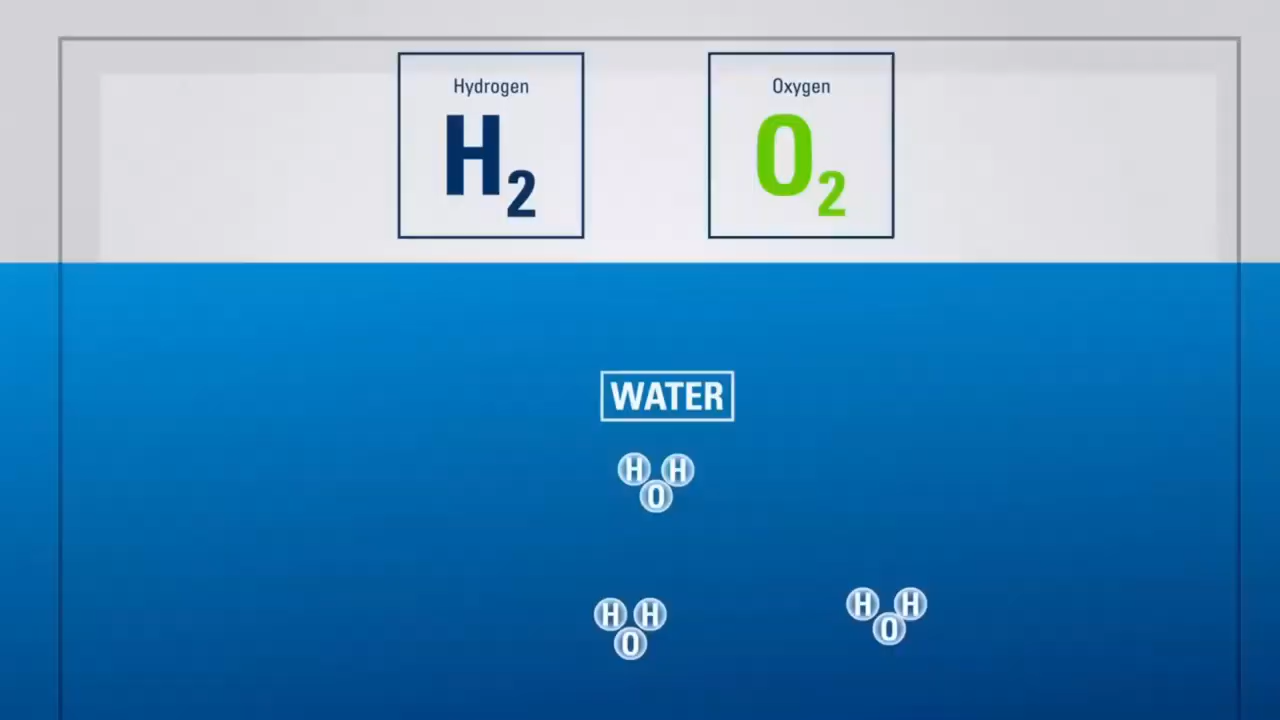 Hydrogen
H2
Oxygen
O2
WATER
H H
O
H H
O
H H
O